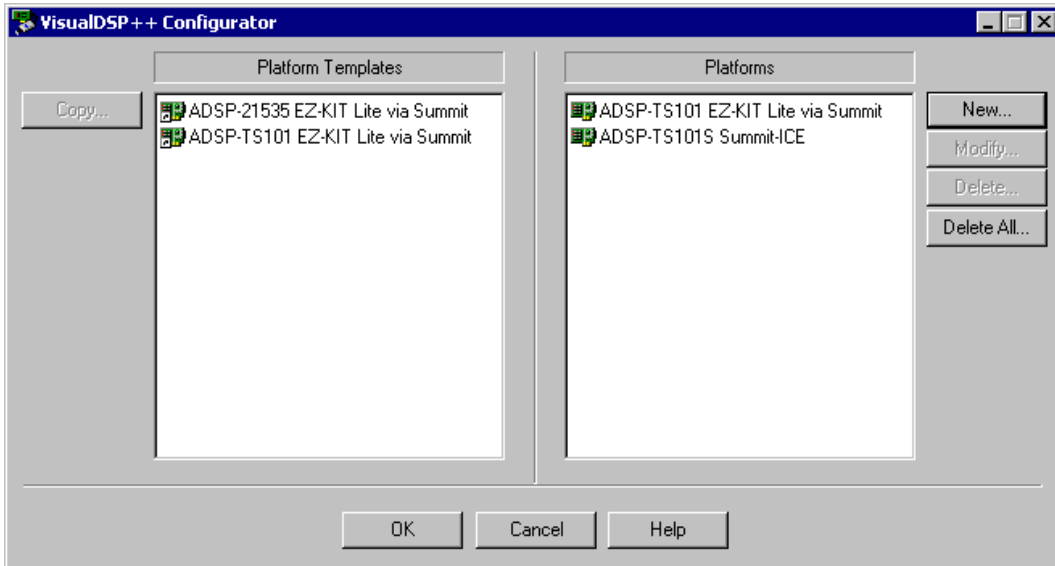 VisualDSP++ Configurator
Platform Templates
Platforms
Copy...
ADSP-21535 EZ-KIT Lite via Summit
ADSP-TS101 EZ-KIT Lite via Summit
ADSP-TS101 EZ-KIT Lite via Summit
ADSP-TS101S Summit-ICE
New...
Modify...
Delete...
Delete All...
OK
Cancel
Help